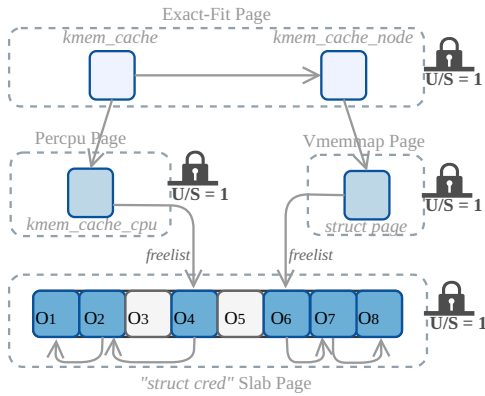 Exact-Fit Page
kmem_cache
kmem_cache_node
U/S = 1
Percpu Page
Vmemmap Page
U/S = 1
U/S = 1
kmem_cache_cpu
struct page
freelist
freelist
O1 O2 O3 O4 O5 O6 O7 O8
U/S = 1
"struct cred" Slab Page